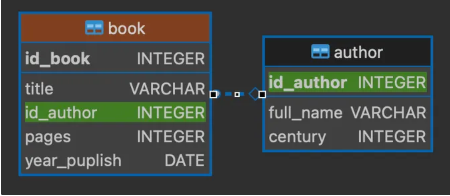 book
id_book INTEGER
title VARCHAR
id_author INTEGER
pages INTEGER
year_puplish DATE
author
id_author INTEGER
full_name VARCHAR
century INTEGER